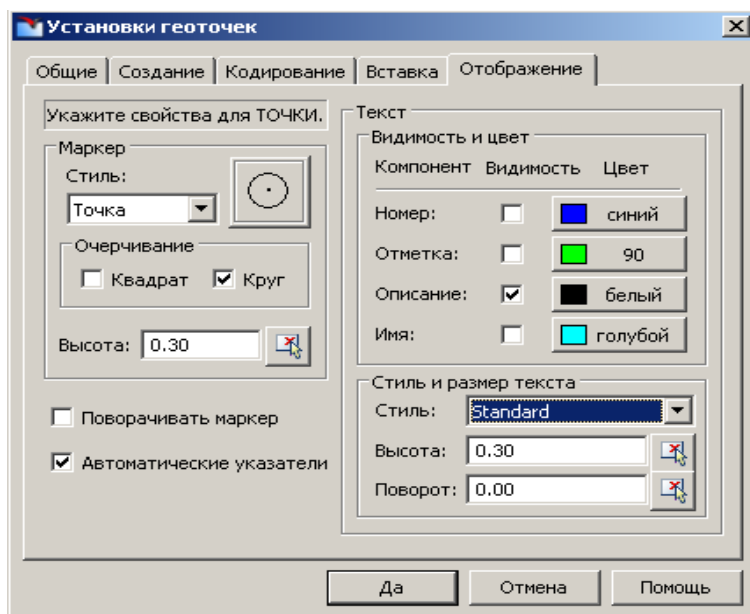 Установки геоточек
Общие Создание Кодирование Вставка Отображение
Укажите свойства для ТОЧКИ.
Маркер
Стиль:
Точка
Очерчивание
Квадрат Круг
Высота: 0.30
Поворачивать маркер
Автоматические указатели
Текст
Видимость и цвет
Компонент Видимость Цвет
Номер: синий
Отметка: 90
Описание: белый
Имя: голубой
Стиль и размер текста
Стиль: Standard
Высота: 0.30
Поворот: 0.00
Да Отмена Помощь